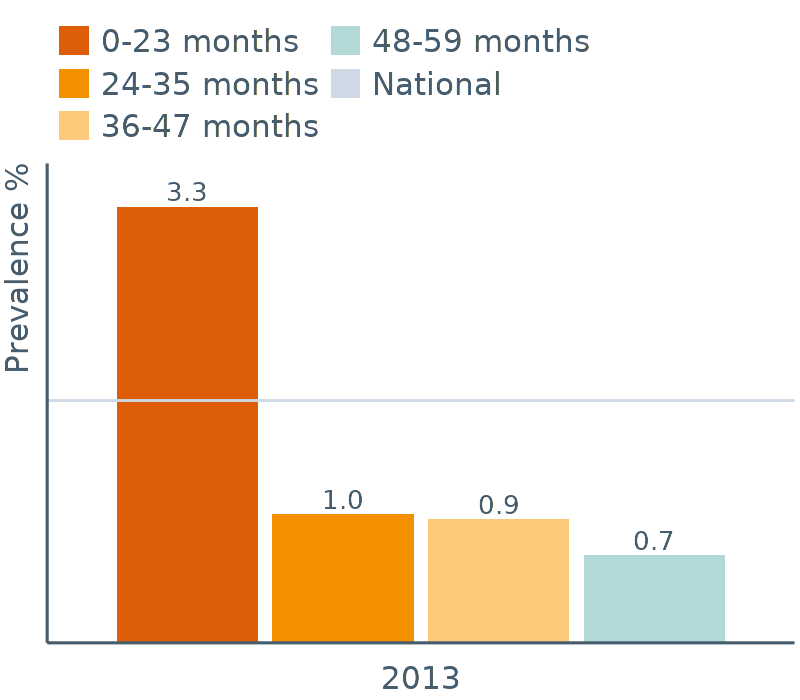 0-23 months
24-35 months
36-47 months
48-59 months
National
Prevalence %
3.3
1.0
0.9
0.7
2013